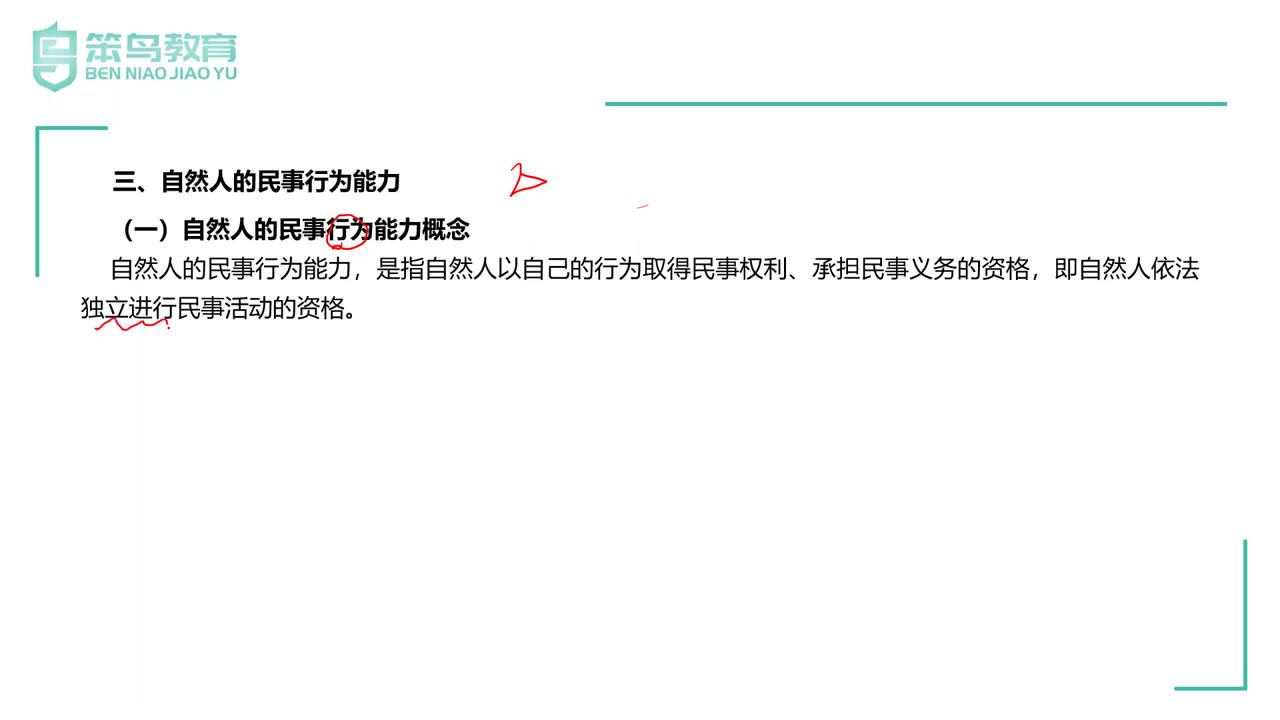 笨鸟教育
BEN NIAO JIAO YU
三、自然人的民事行为能力
（一）自然人的民事行为能力概念
自然人的民事行为能力，是指自然人以自己的行为取得民事权利、承担民事义务的资格，即自然人依法
独立进行民事活动的资格。